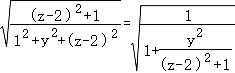 √(((z-2)²+1)/(1²+y²+(z-2)²)) = √(1/(1+y²/((z-2)²+1)))